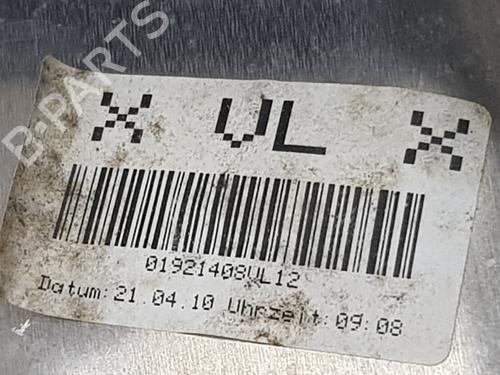 B-PARTS
VL
01921408VL12
Datum:21.04.10 Uhrzeit:09:08